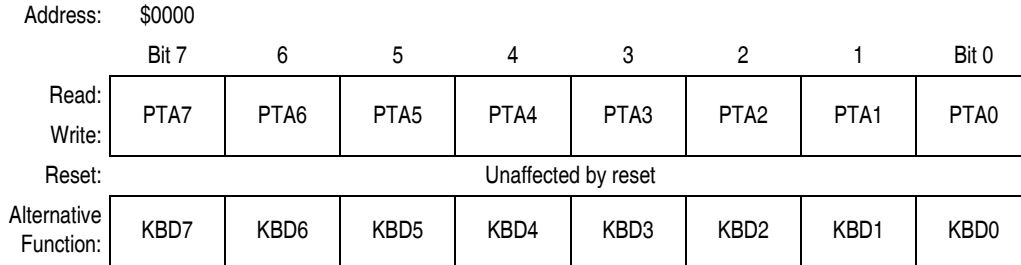 Address: $0000
Bit 7 6 5 4 3 2 1 Bit 0
Read:
PTA7 PTA6 PTA5 PTA4 PTA3 PTA2 PTA1 PTA0
Write:
Reset: Unaffected by reset
Alternative
Function: KBD7 KBD6 KBD5 KBD4 KBD3 KBD2 KBD1 KBD0